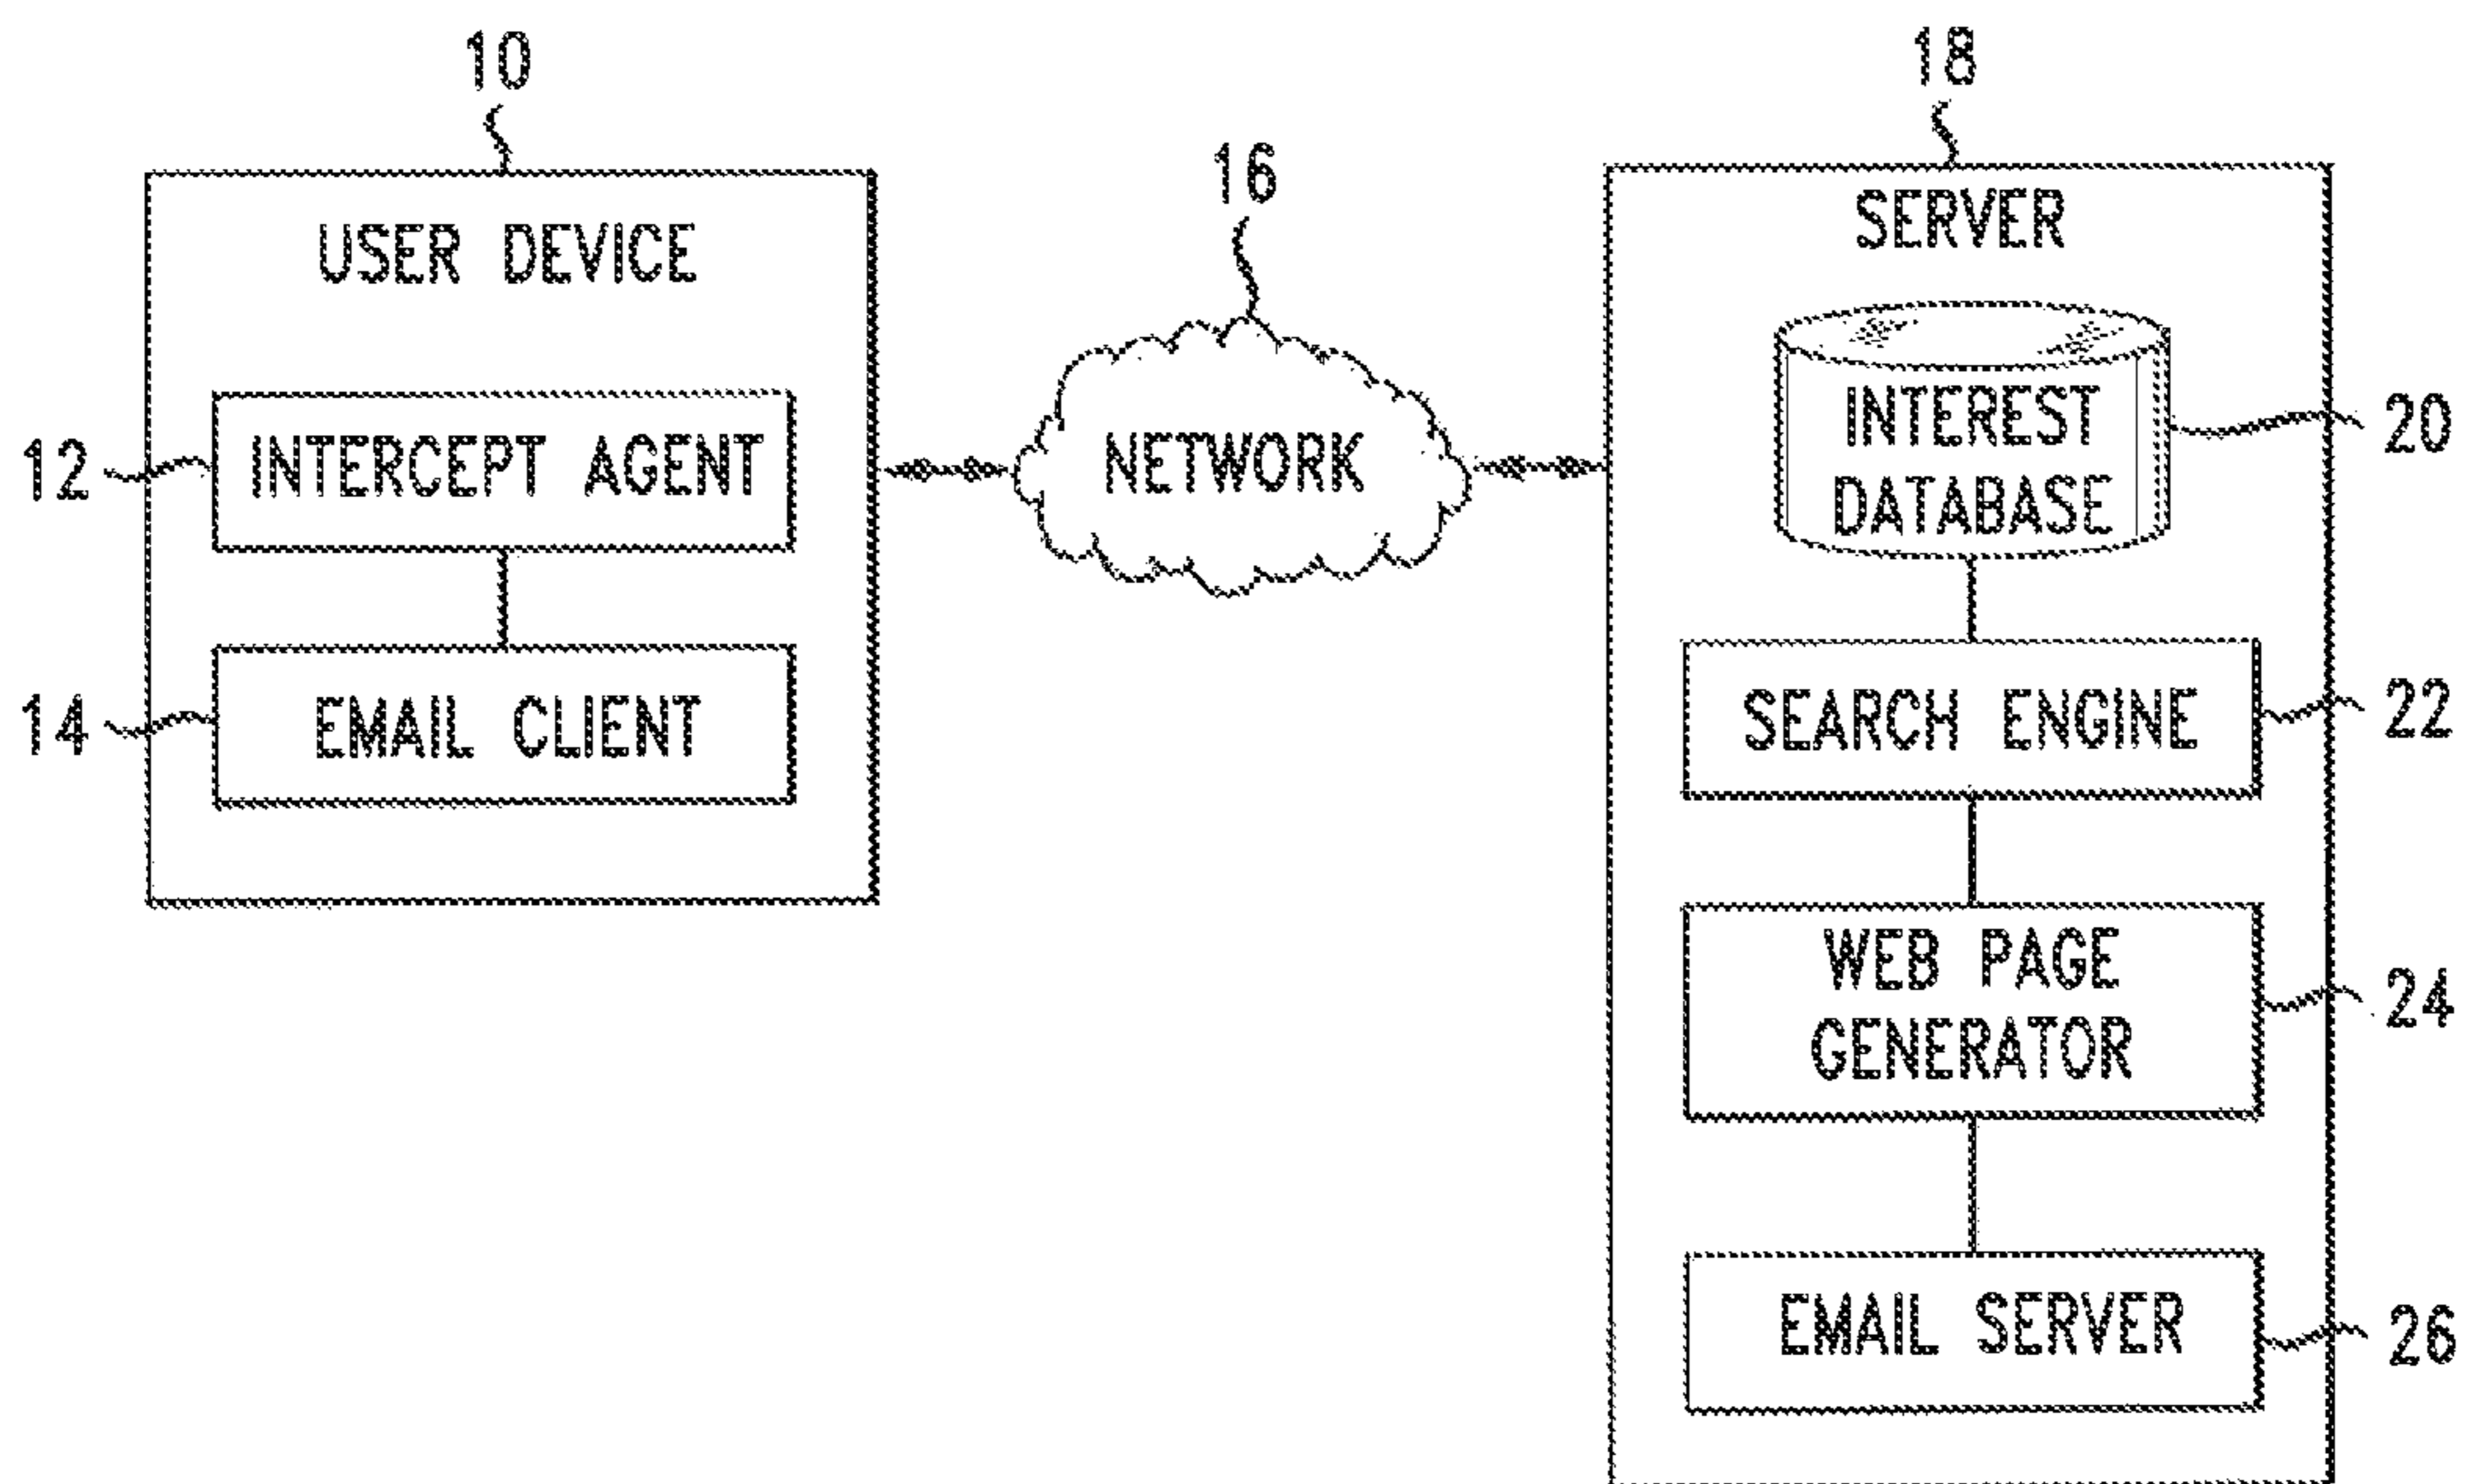 10
18
16
USER DEVICE
SERVER
12
INTERCEPT AGENT
NETWORK
INTEREST
DATABASE
20
14
EMAIL CLIENT
SEARCH ENGINE
22
WEB PAGE
GENERATOR
24
EMAIL SERVER
26